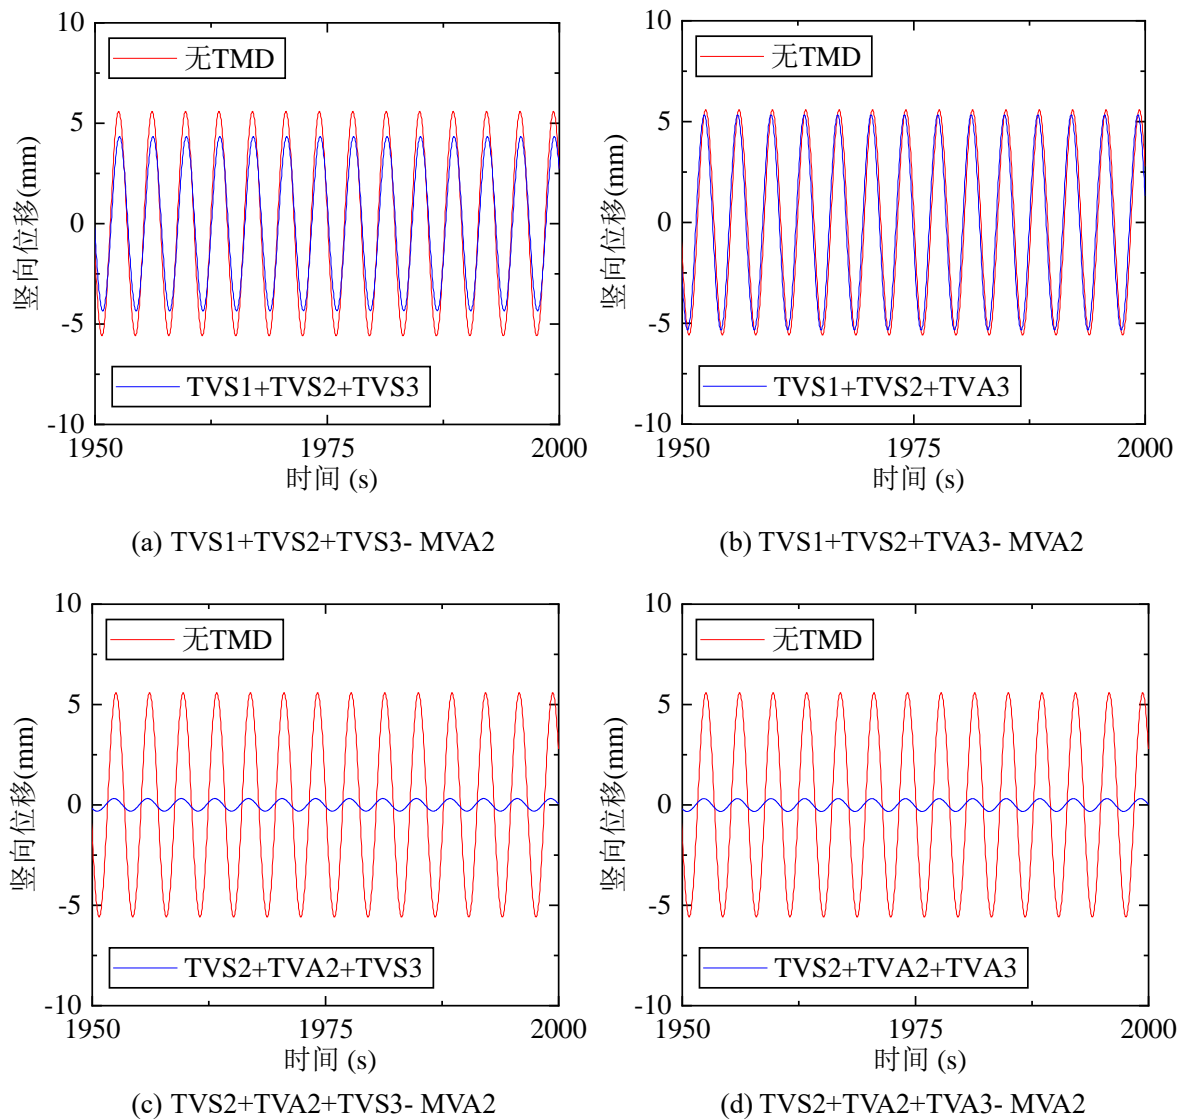 10
5
0
-5
-10
竖向位移(mm)
无TMD
TVS1+TVS2+TVS3
1950
1975
2000
时间 (s)
(a) TVS1+TVS2+TVS3- MVA2
10
5
0
-5
-10
竖向位移(mm)
无TMD
TVS1+TVS2+TVA3
1950
1975
2000
时间 (s)
(b) TVS1+TVS2+TVA3- MVA2
10
5
0
-5
-10
竖向位移(mm)
无TMD
TVS2+TVA2+TVS3
1950
1975
2000
时间 (s)
(c) TVS2+TVA2+TVS3- MVA2
10
5
0
-5
-10
竖向位移(mm)
无TMD
TVS2+TVA2+TVA3
1950
1975
2000
时间 (s)
(d) TVS2+TVA2+TVA3- MVA2